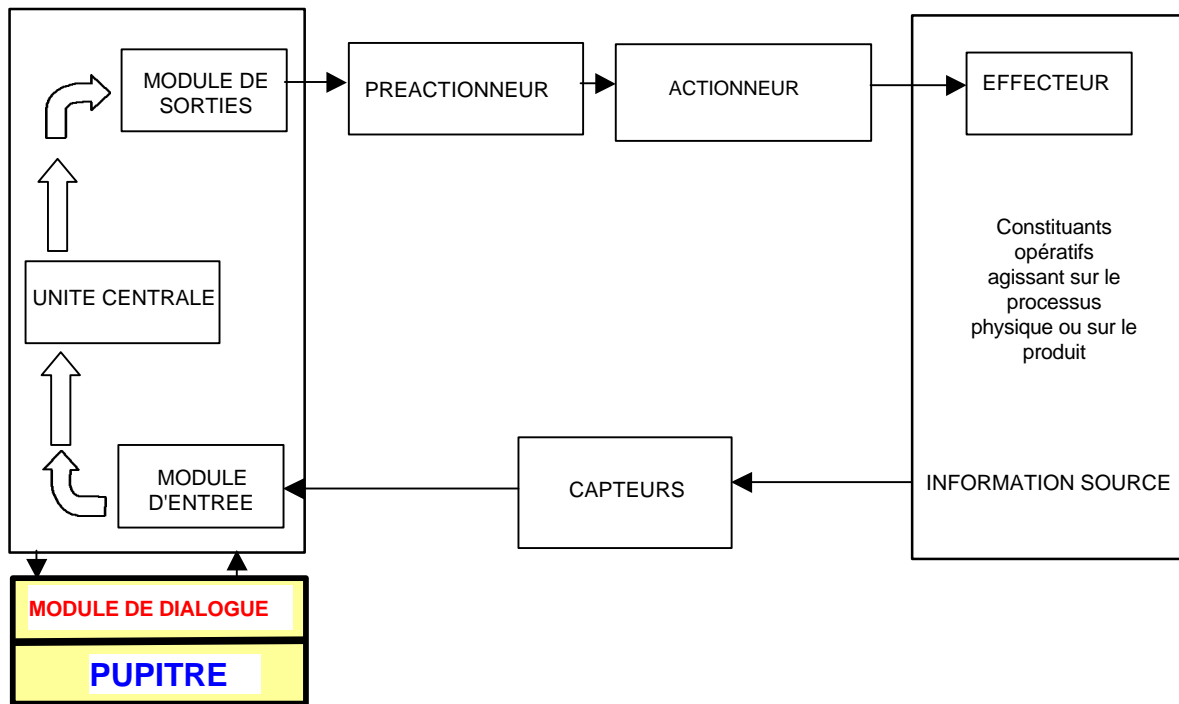 MODULE DE
SORTIES
PREACTIONNEUR
ACTIONNEUR
EFFECTEUR
Constituants
opératifs
agissant sur le
processus
physique ou sur le
produit
UNITE CENTRALE
MODULE
D'ENTREE
CAPTEURS
INFORMATION SOURCE
MODULE DE DIALOGUE
PUPITRE